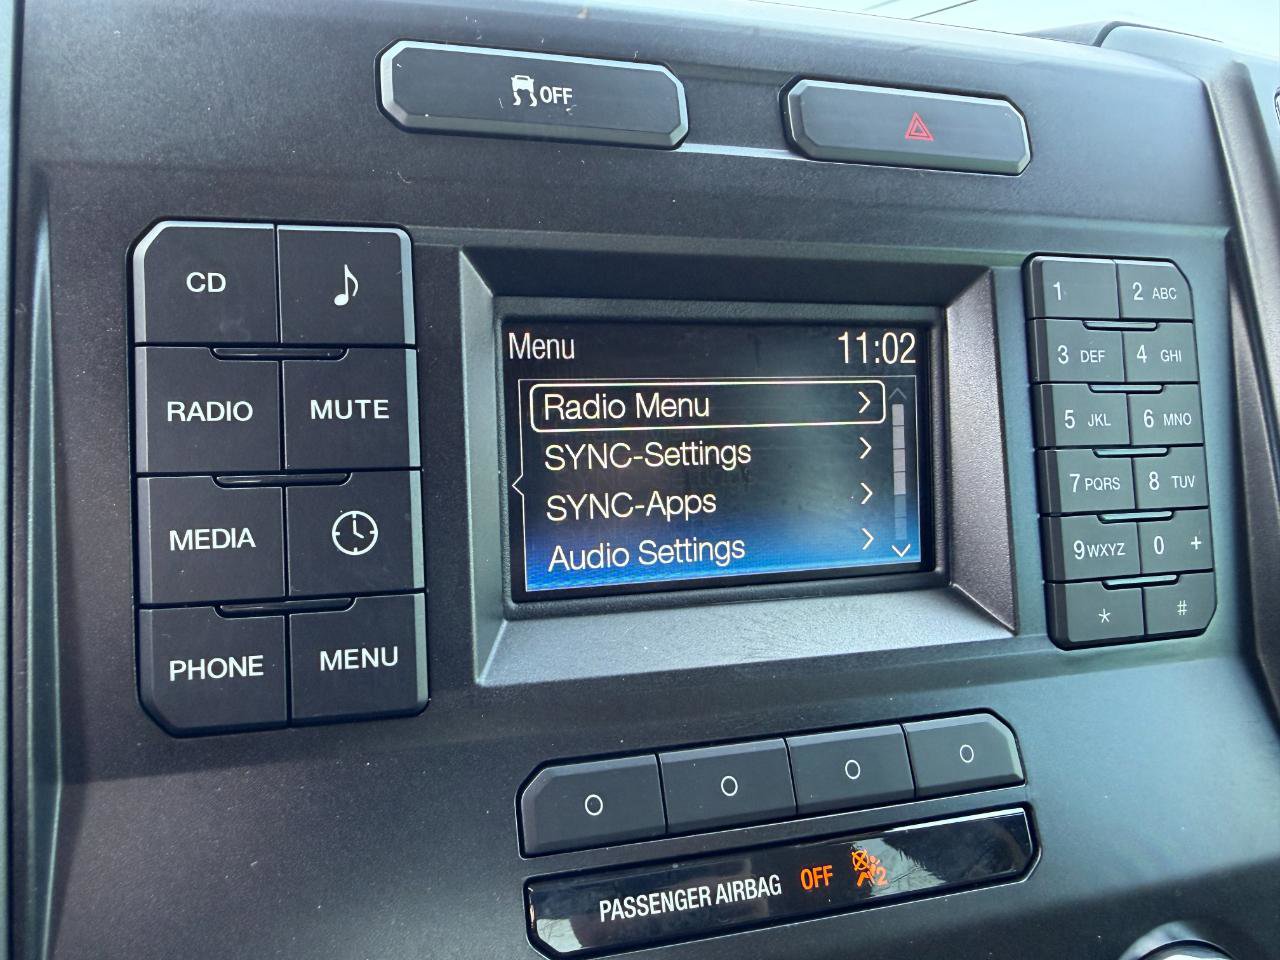 OFF
CD
RADIO
MUTE
MEDIA
PHONE
MENU
Menu 11:02
Radio Menu
SYNC-Settings
SYNC-Apps
Audio Settings
1
2 ABC
3 DEF
4 GHI
5 JKL
6 MNO
7 PQRS
8 TUV
9 WXYZ
0 +
*
#
PASSENGER AIRBAG OFF 2